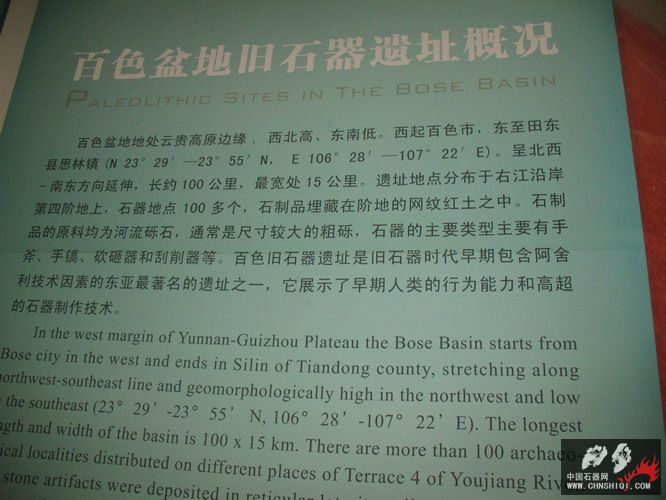 百色盆地旧石器遗址概况
PALEOLITHIC SITES IN THE BOSE BASIN
百色盆地地处云贵高原边缘，西北高、东南低。西起百色市，东至田东
县思林镇(N 23°29′—23°55′N， E 106°28′—107°22′E)。呈北西
-南东方向延伸，长约100公里，最宽处15公里。遗址地点分布于右江沿岸
第四阶地上，石器地点100多个，石制品埋藏在阶地的网纹红土之中。石制
品的原料均为河流砾石，通常是尺寸较大的粗砾，石器的主要类型主要有手
斧、手镐、砍砸器和刮削器等。百色旧石器遗址是旧石器时代早期包含阿舍
利技术因素的东亚最著名的遗址之一，它展示了早期人类的行为能力和高超
的石器制作技术。
In the west margin of Yunnan-Guizhou Plateau the Bose Basin starts from
Bose city in the west and ends in Silin of Tiandong county, stretching along
northwest-southeast line and geomorphologically high in the northwest and low
the southeast (23° 29'-23° 55' N, 106° 28'-107° 22'E). The longest
ngth and width of the basin is 100 x 15 km. There are more than 100 archaeo-
ical localities distributed on different places of Terrace 4 of Youjiang Riv
stone artifacts were deposited in reticular
中国石器网
WWW.CHNSHIQI.COM